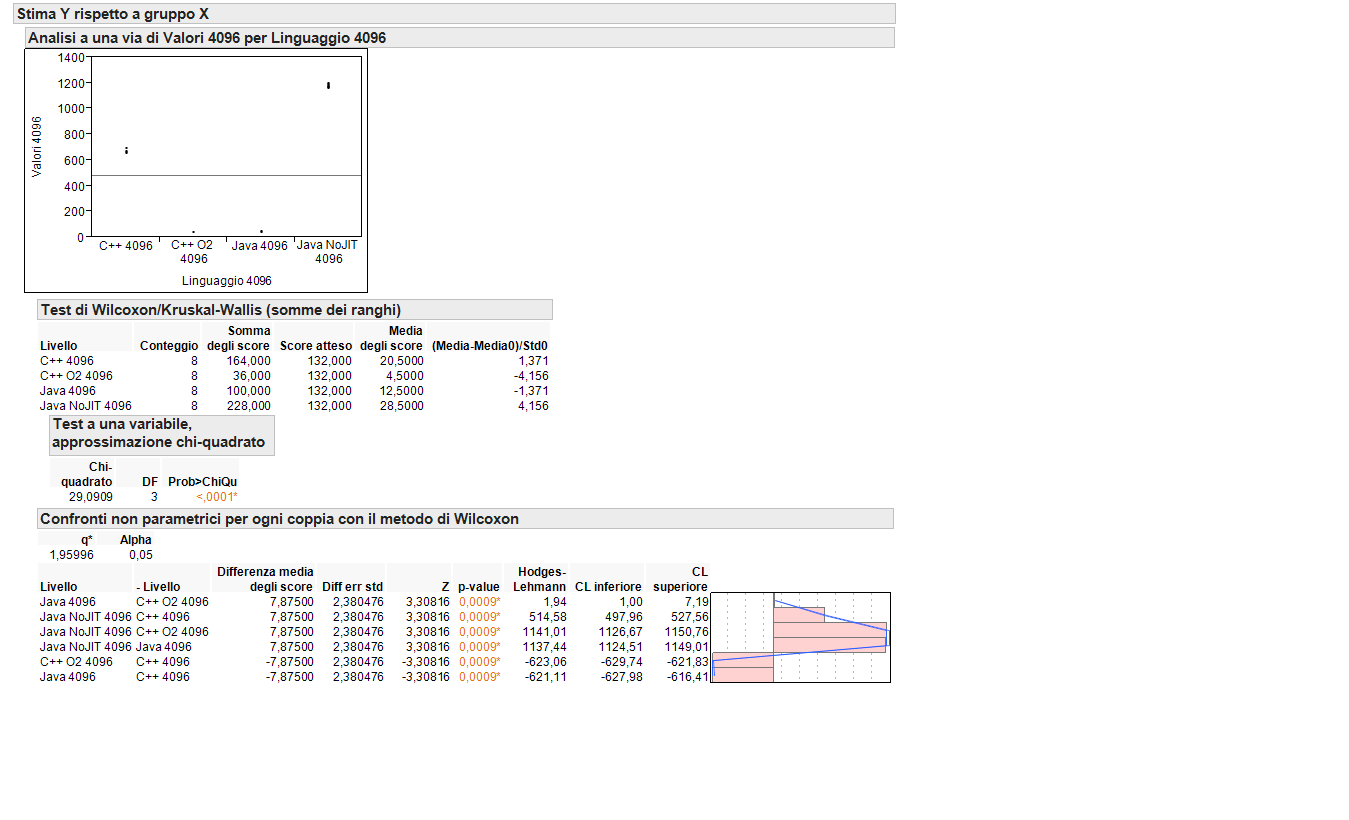 Stima Y rispetto a gruppo X
Analisi a una via di Valori 4096 per Linguaggio 4096
1400
1200
1000
800
600
400
200
0
Valori 4096
C++ 4096 C++ O2 4096 Java 4096 Java NoJIT 4096
Linguaggio 4096
Test di Wilcoxon/Kruskal-Wallis (somme dei ranghi)
Livello Conteggio Somma degli score Score atteso Media degli score (Media-Media0)/Std0
C++ 4096 8 164,000 132,000 20,5000 1,371
C++ O2 4096 8 36,000 132,000 4,5000 -4,156
Java 4096 8 100,000 132,000 12,5000 -1,371
Java NoJIT 4096 8 228,000 132,000 28,5000 4,156
Test a una variabile,
approssimazione chi-quadrato
Chi-quadrato DF Prob>ChiQu
29,0909 3 <,0001*
Confronti non parametrici per ogni coppia con il metodo di Wilcoxon
q* Alpha
1,95996 0,05
Livello - Livello Differenza media degli score Diff err std Z p-value Hodges-Lehmann CL inferiore CL superiore
Java 4096 C++ O2 4096 7,87500 2,380476 3,30816 0,0009* 1,94 1,00 7,19
Java NoJIT 4096 C++ 4096 7,87500 2,380476 3,30816 0,0009* 514,58 497,96 527,56
Java NoJIT 4096 C++ O2 4096 7,87500 2,380476 3,30816 0,0009* 1141,01 1126,67 1150,76
Java NoJIT 4096 Java 4096 7,87500 2,380476 3,30816 0,0009* 1137,44 1124,51 1149,01
C++ O2 4096 C++ 4096 -7,87500 2,380476 -3,30816 0,0009* -623,06 -629,74 -621,83
Java 4096 C++ 4096 -7,87500 2,380476 -3,30816 0,0009* -621,11 -627,98 -616,41